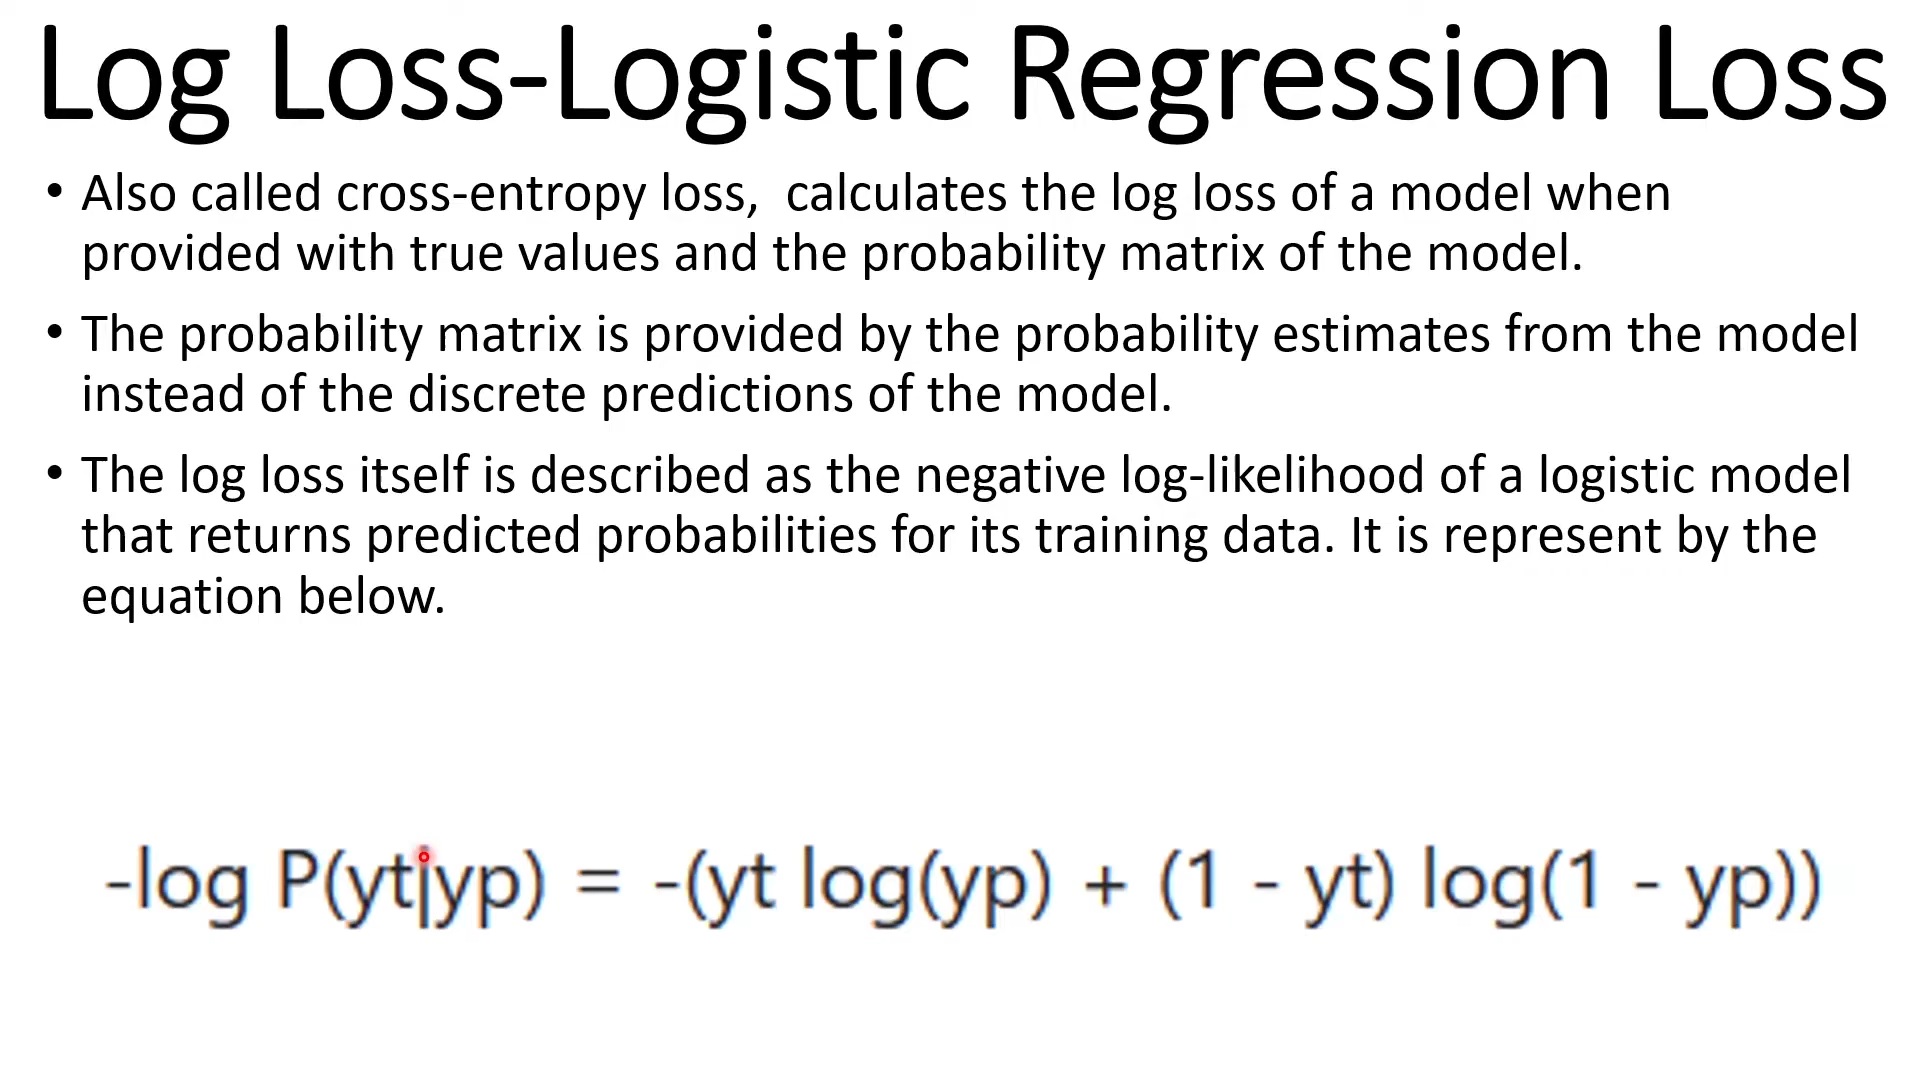 Log Loss-Logistic Regression Loss
• Also called cross-entropy loss,  calculates the log loss of a model when
provided with true values and the probability matrix of the model.
• The probability matrix is provided by the probability estimates from the model
instead of the discrete predictions of the model.
• The log loss itself is described as the negative log-likelihood of a logistic model
that returns predicted probabilities for its training data. It is represent by the
equation below.
-log P(yt|yp) = -(yt log(yp) + (1 - yt) log(1 - yp))